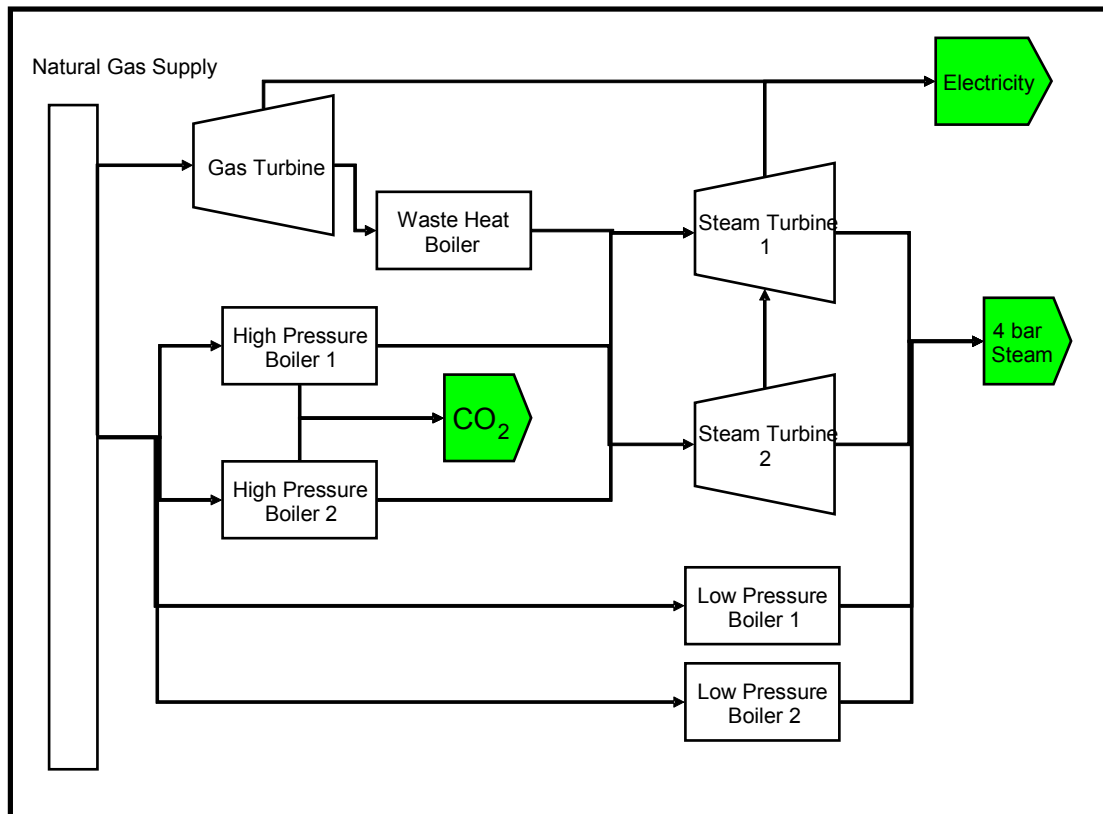 Natural Gas Supply
Electricity
Gas Turbine
Waste Heat
Boiler
Steam Turbine
1
High Pressure
Boiler 1
4 bar
Steam
CO₂
Steam Turbine
2
High Pressure
Boiler 2
Low Pressure
Boiler 1
Low Pressure
Boiler 2